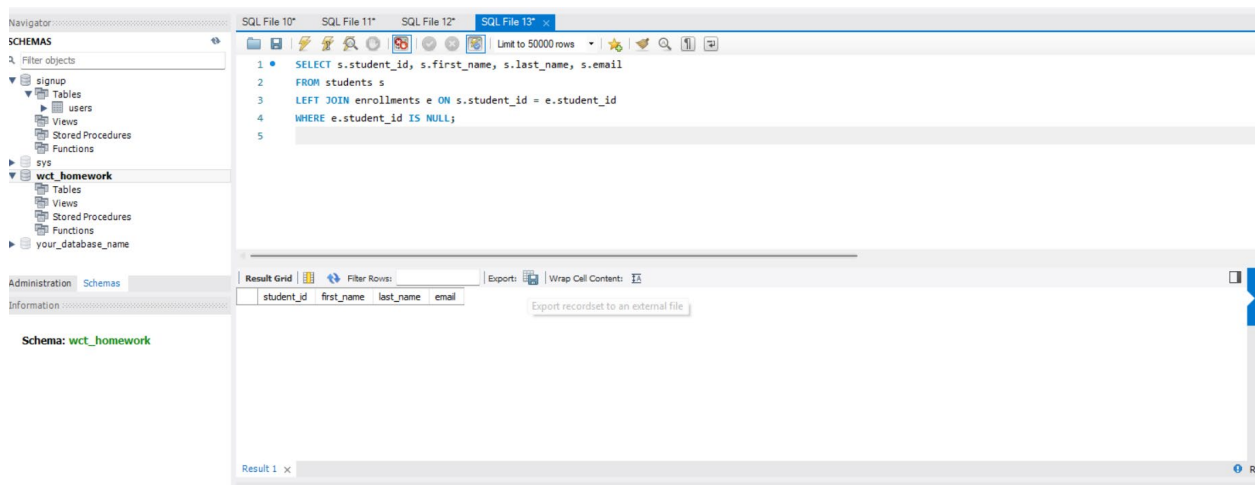 Navigator
SCHEMAS
Filter objects
signup
Tables
users
Views
Stored Procedures
Functions
sys
wct_homework
Tables
Views
Stored Procedures
Functions
your_database_name
Administration Schemas
Information
Schema: wct_homework
SQL File 10* SQL File 11* SQL File 12* SQL File 13*
Limit to 50000 rows
1 SELECT s.student_id, s.first_name, s.last_name, s.email
2 FROM students s
3 LEFT JOIN enrollments e ON s.student_id = e.student_id
4 WHERE e.student_id IS NULL;
5
Result Grid Filter Rows: Export: Wrap Cell Content:
student_id first_name last_name email
Export recordset to an external file
Result 1
R